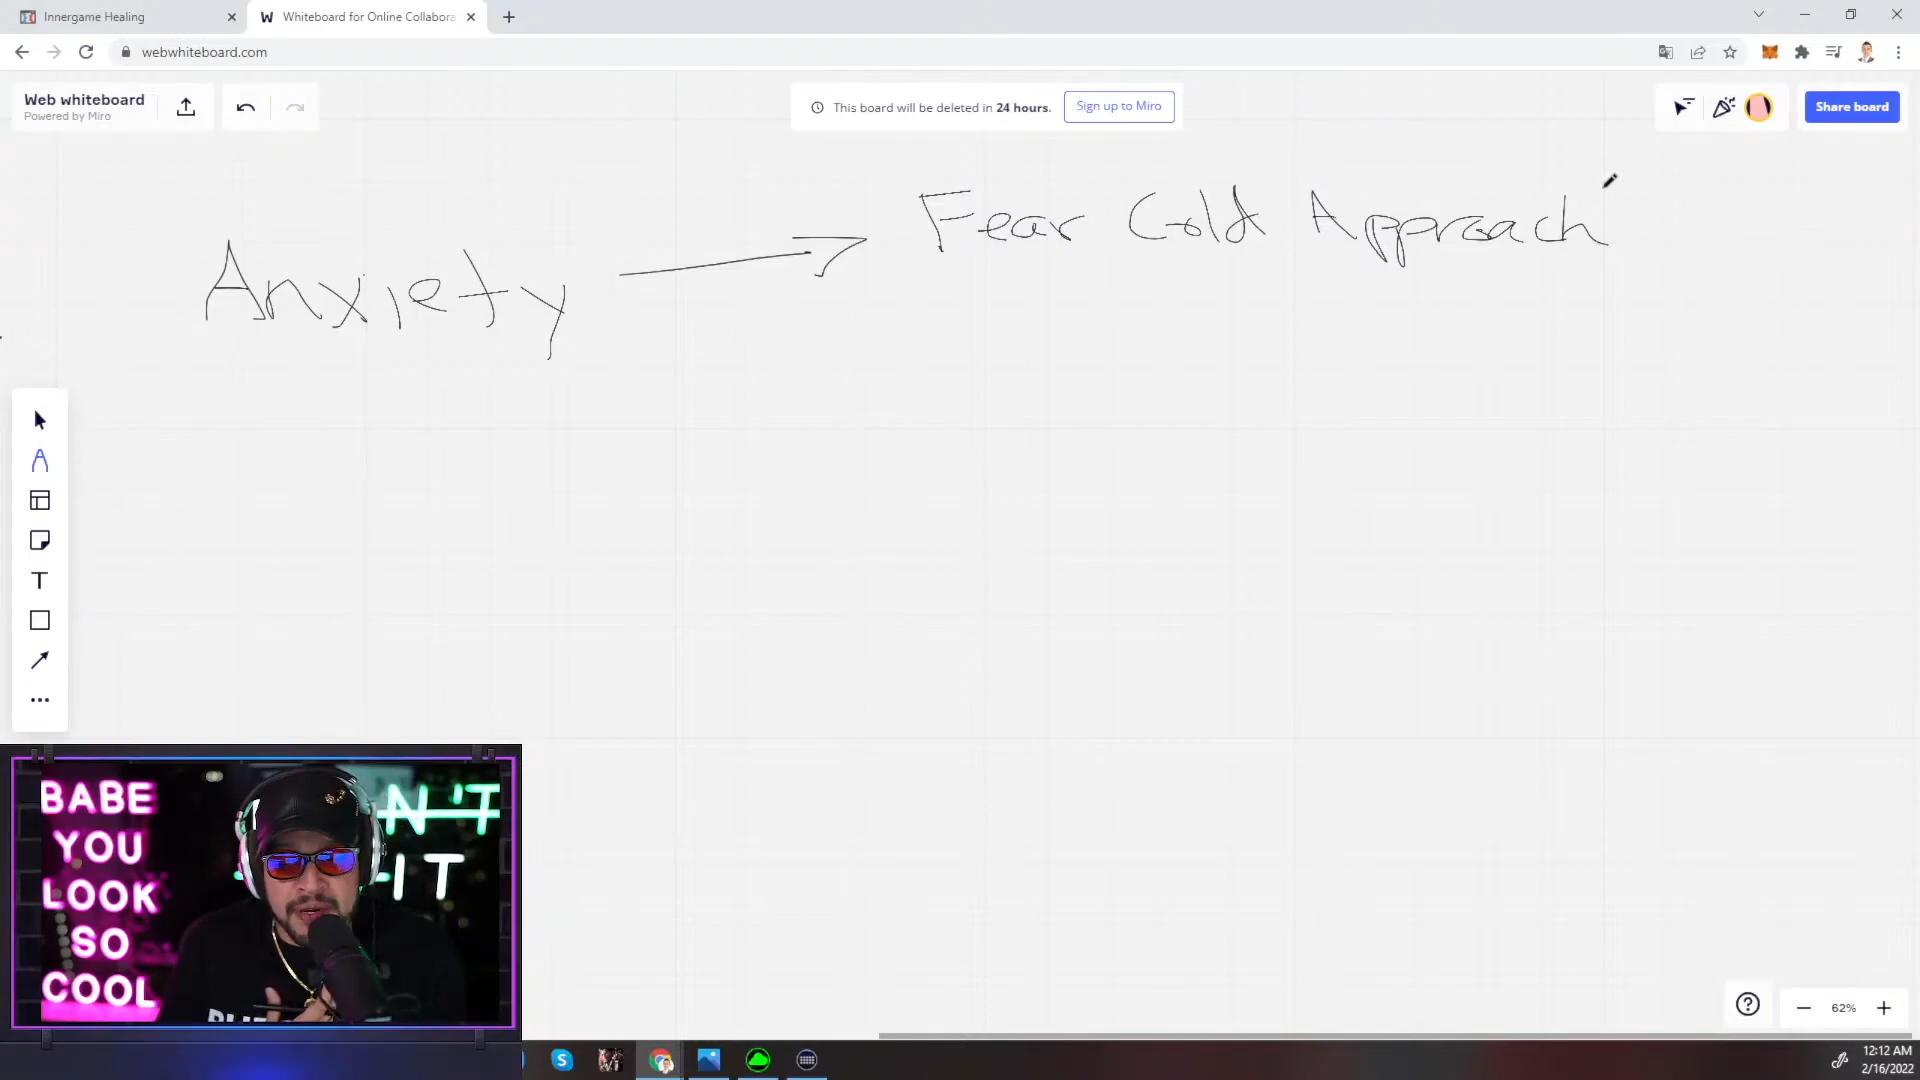 Innergame Healing
Whiteboard for Online Collabora
webwhiteboard.com
Web whiteboard
Powered by Miro
This board will be deleted in 24 hours.
Sign up to Miro
Share board
Fear Cold Approach
Anxiety
T
BABE
YOU
LOOK
SO
COOL
N'T
IT
62%
12:12 AM
2/16/2022